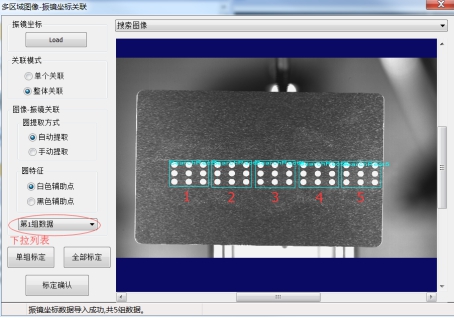 多区域图像-振镜坐标关联
振镜坐标
Load
关联模式
单个关联
整体关联
图像-振镜关联
圆提取方式
自动提取
手动提取
圆特征
白色辅助点
黑色辅助点
第1组数据
下拉列表
单组标定
全部标定
标定确认
搜索图像
1 2 3 4 5
振镜坐标数据导入成功,共5组数据。